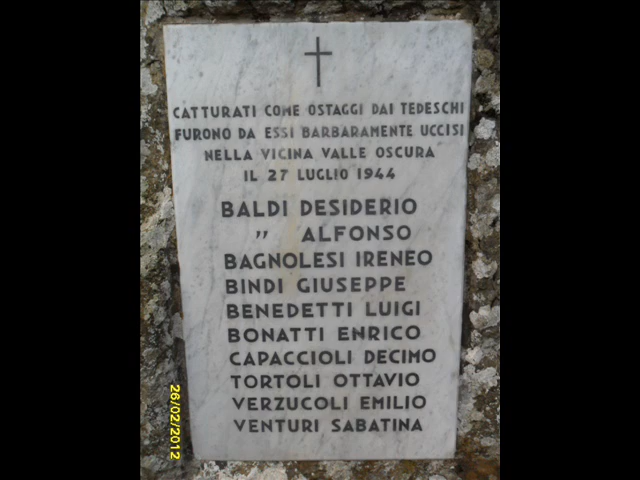 CATTURATI COME OSTAGGI DAI TEDESCHI
FURONO DA ESSI BARBARAMENTE UCCISI
NELLA VICINA VALLE OSCURA
IL 27 LUGLIO 1944
BALDI DESIDERIO
" ALFONSO
BAGNOLESI IRENEO
BINDI GIUSEPPE
BENEDETTI LUIGI
BONATTI ENRICO
CAPACCIOLI DECIMO
TORTOLI OTTAVIO
VERZUCOLI EMILIO
VENTURI SABATINA
26/02/2012